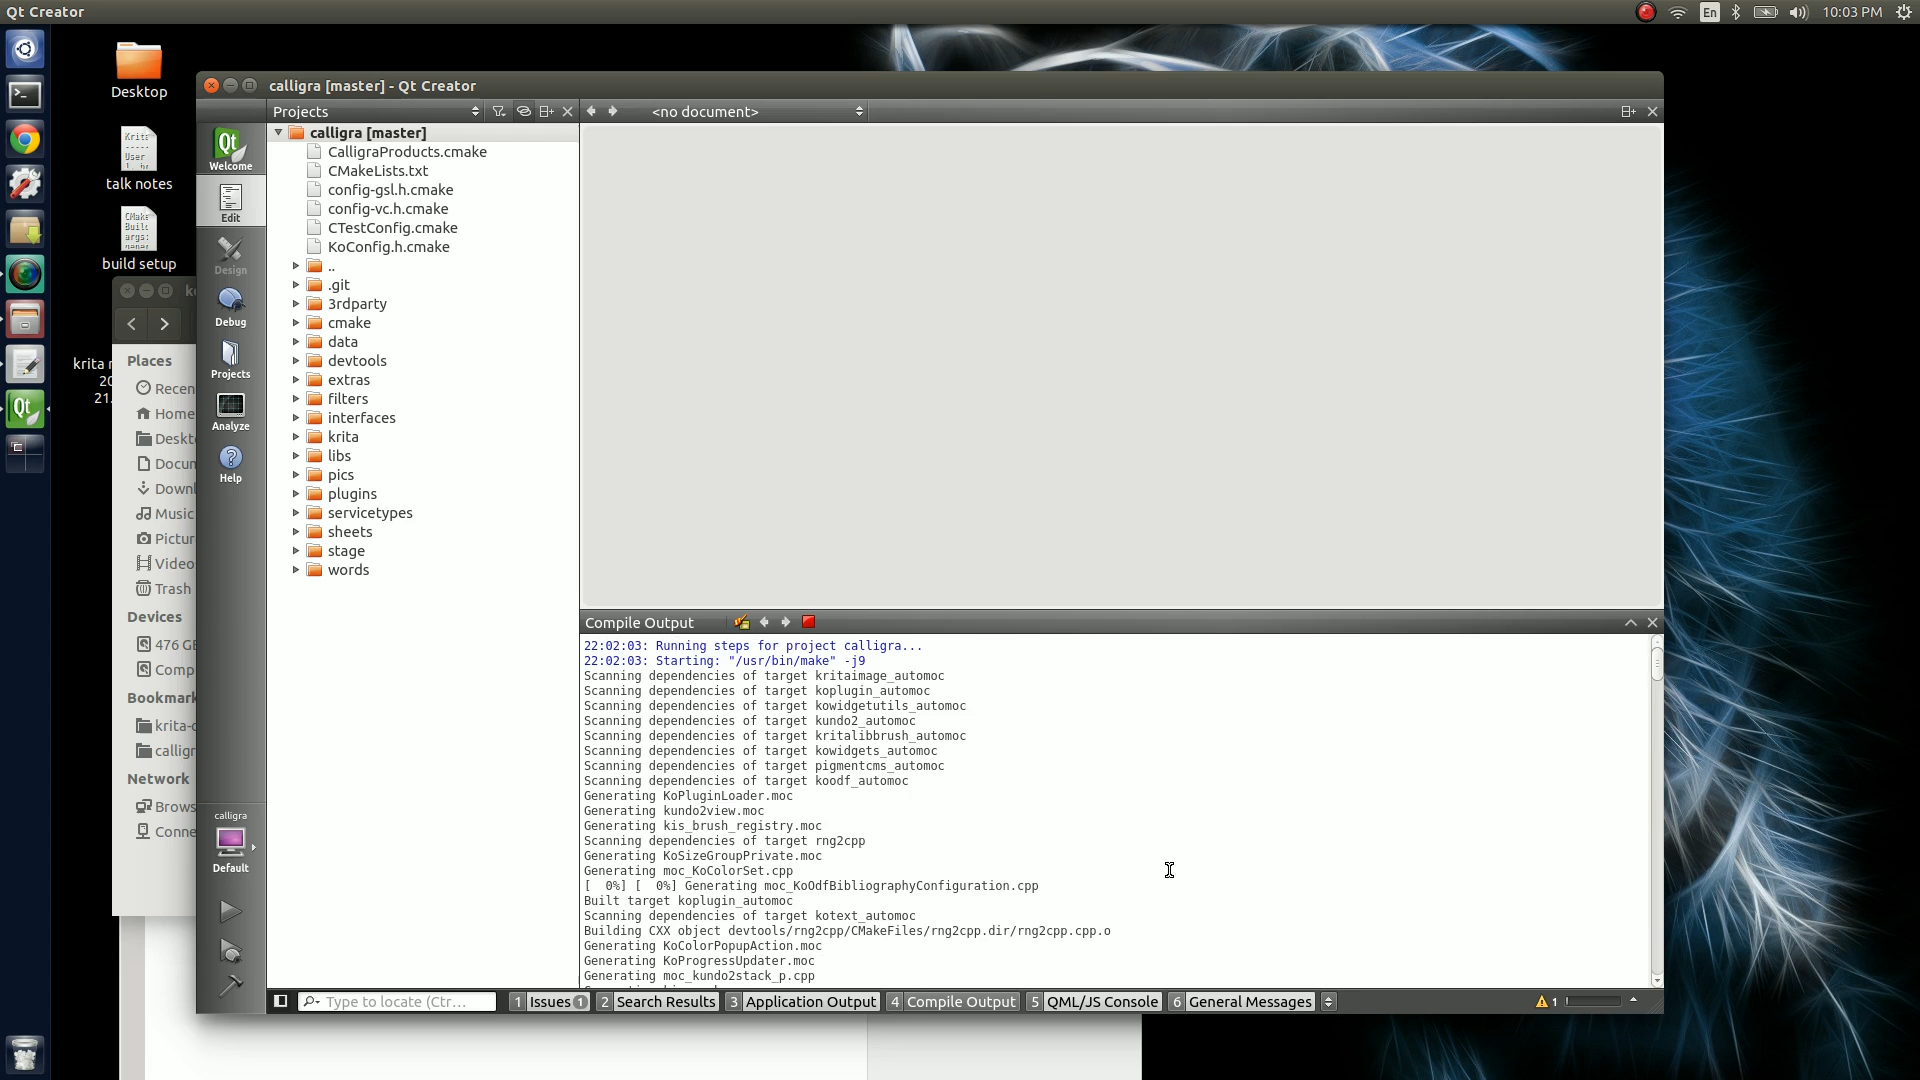 Qt Creator
En
10:03 PM
Desktop
talk notes
build setup
krita
Places
Home
Music
Trash
Devices
Network
calligra [master] - Qt Creator
Projects
<no document>
Welcome
Edit
Design
Debug
Projects
Analyze
Help
calligra
Default
calligra [master]
CalligraProducts.cmake
CMakeLists.txt
config-gsl.h.cmake
config-vc.h.cmake
CTestConfig.cmake
KoConfig.h.cmake
..
.git
3rdparty
cmake
data
devtools
extras
filters
interfaces
krita
libs
pics
plugins
servicetypes
sheets
stage
words
Compile Output
22:02:03: Running steps for project calligra...
22:02:03: Starting: "/usr/bin/make" -j9
Scanning dependencies of target kritaimage_automoc
Scanning dependencies of target koplugin_automoc
Scanning dependencies of target kowidgetutils_automoc
Scanning dependencies of target kundo2_automoc
Scanning dependencies of target kritalibbrush_automoc
Scanning dependencies of target kowidgets_automoc
Scanning dependencies of target pigmentcms_automoc
Scanning dependencies of target koodf_automoc
Generating KoPluginLoader.moc
Generating kundo2view.moc
Generating kis_brush_registry.moc
Scanning dependencies of target rng2cpp
Generating KoSizeGroupPrivate.moc
Generating moc_KoColorSet.cpp
[  0%] [  0%] Generating moc_KoOdfBibliographyConfiguration.cpp
Built target koplugin_automoc
Scanning dependencies of target kotext_automoc
Building CXX object devtools/rng2cpp/CMakeFiles/rng2cpp.dir/rng2cpp.cpp.o
Generating KoColorPopupAction.moc
Generating KoProgressUpdater.moc
Generating moc_kundo2stack_p.cpp
Type to locate (Ctr...
1 Issues 1
2 Search Results
3 Application Output
4 Compile Output
5 QML/JS Console
6 General Messages
1